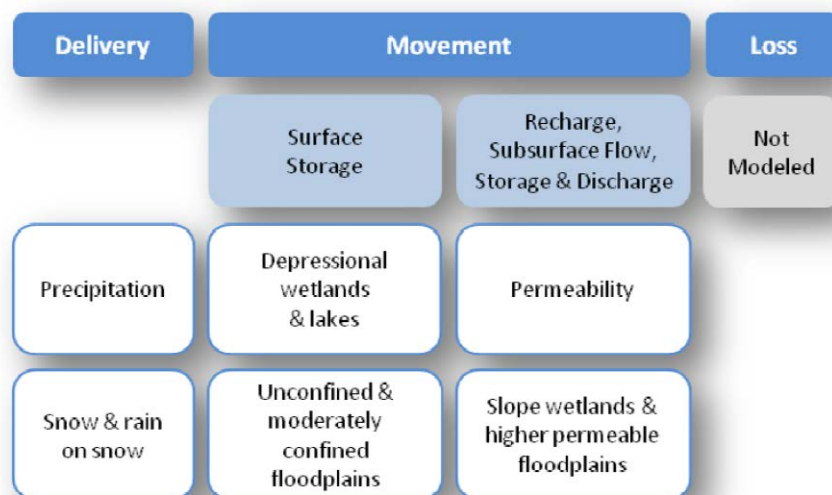 Delivery
Movement
Loss
Surface
Storage
Recharge,
Subsurface Flow,
Storage & Discharge
Not
Modeled
Precipitation
Depressional
wetlands
& lakes
Permeability
Snow & rain
on snow
Unconfined &
moderately
confined
floodplains
Slope wetlands &
higher permeable
floodplains